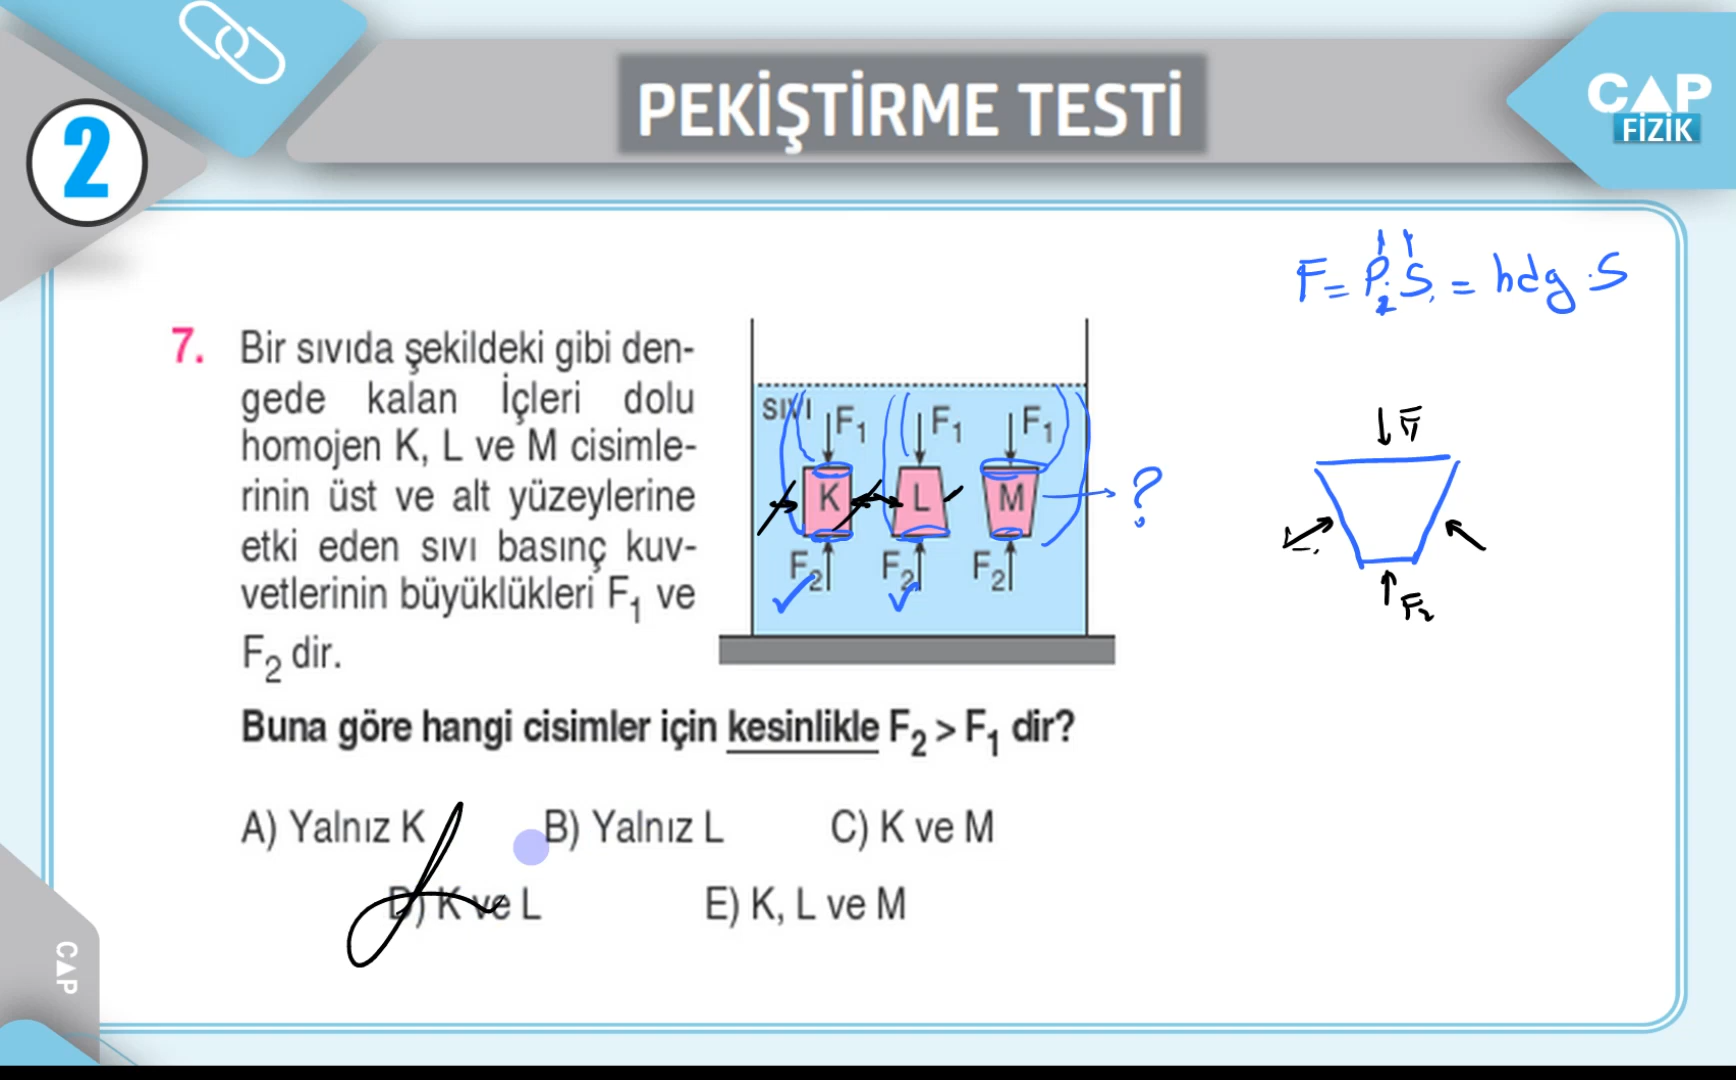 PEKİŞTİRME TESTİ
CAP
FİZİK
2
F = P.S = hdg.S
7. Bir sıvıda şekildeki gibi den-
gede kalan İçleri dolu
homojen K, L ve M cisimle-
rinin üst ve alt yüzeylerine
etki eden sıvı basınç kuv-
vetlerinin büyüklükleri F₁ ve
F₂ dir.
SIVI
F₁ F₁ F₁
K L M
?
F₂ F₂ F₂
F₁
F₂
Buna göre hangi cisimler için kesinlikle F₂ > F₁ dir?
A) Yalnız K B) Yalnız L C) K ve M
D) K ve L E) K, L ve M
CAP